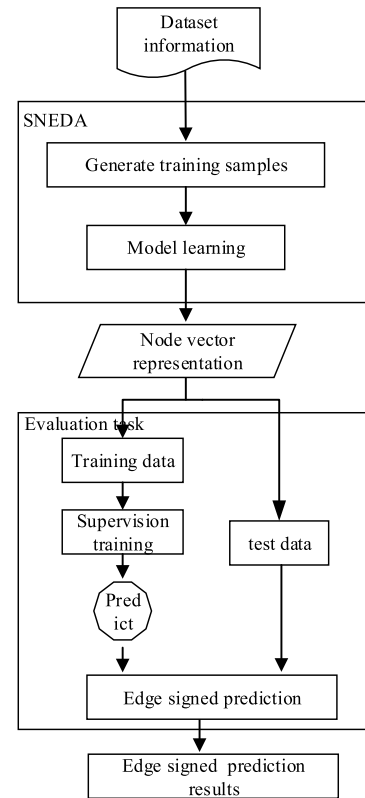 Dataset
information
SNEDA
Generate training samples
Model learning
Node vector
representation
Evaluation task
Training data
Supervision
training
test data
Pred
ict
Edge signed prediction
Edge signed prediction
results